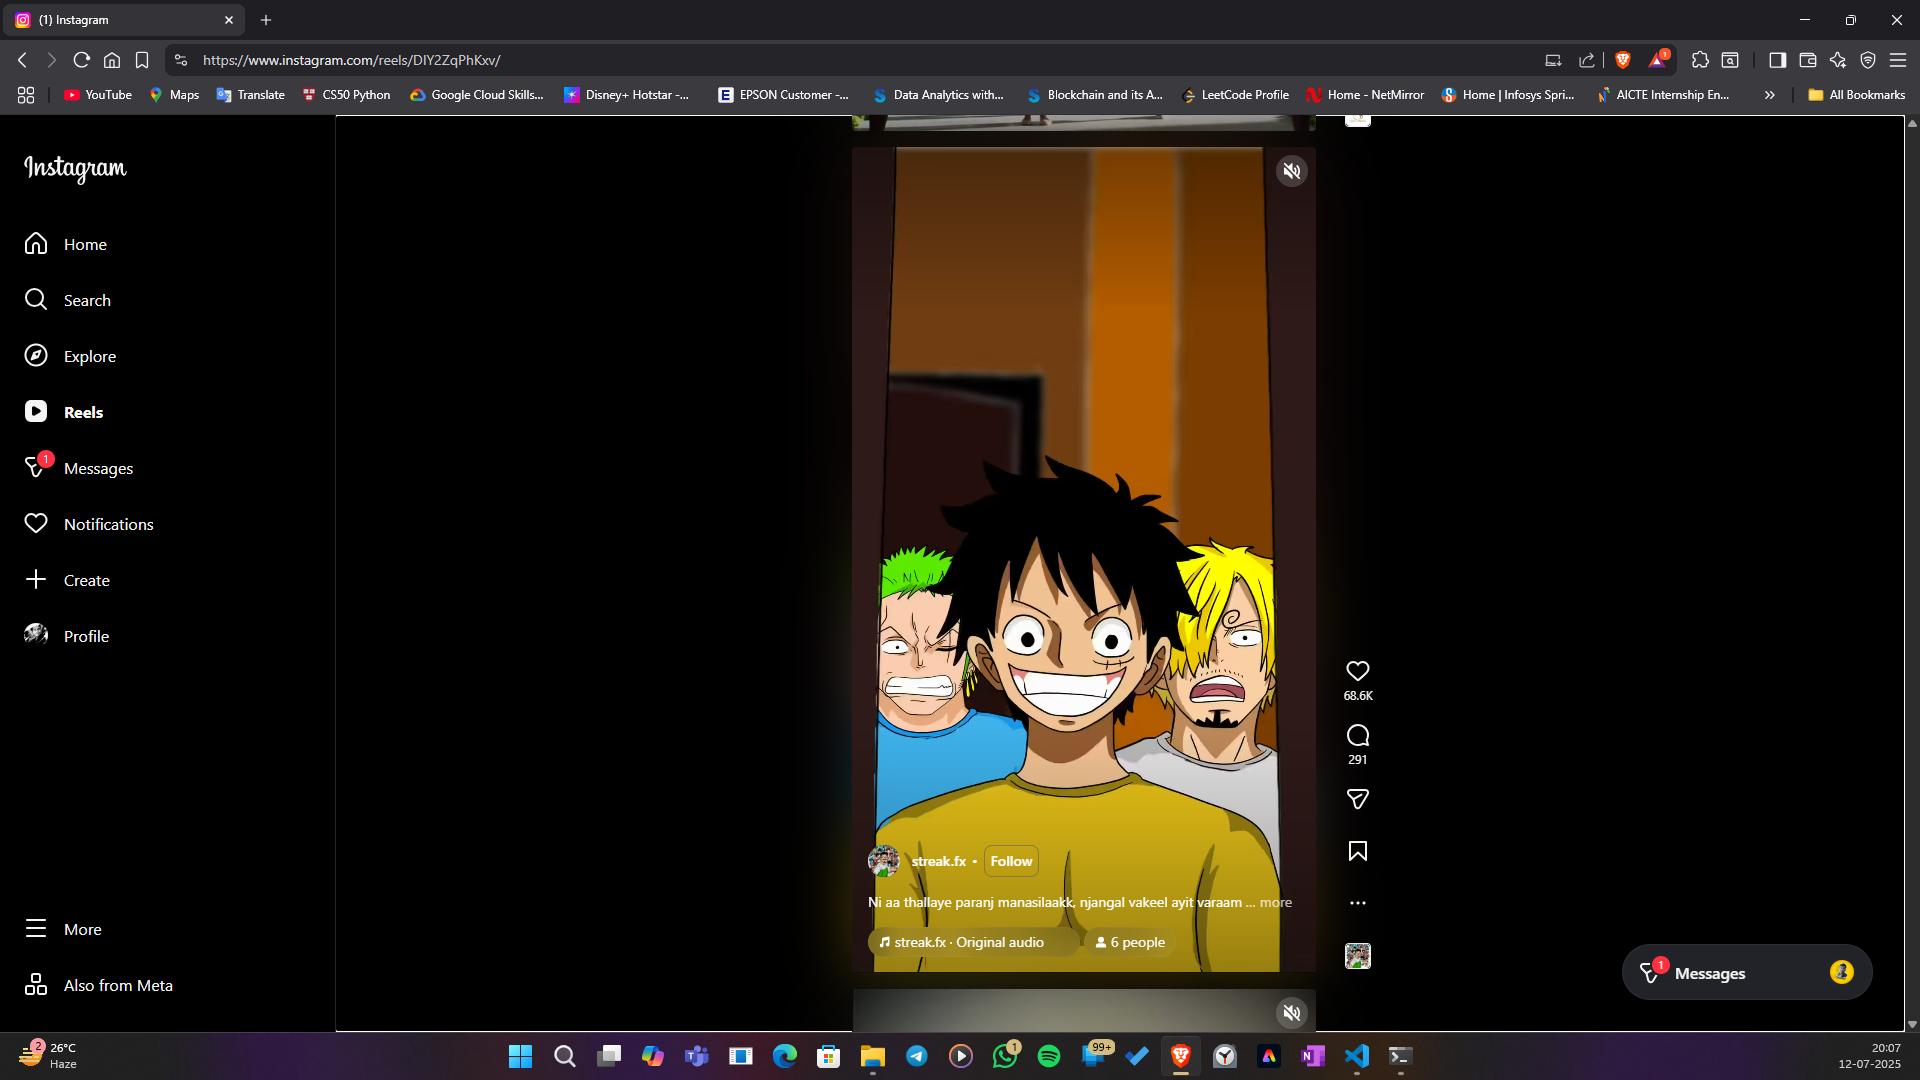 (1) Instagram
https://www.instagram.com/reels/DIY2ZqPhKxv/
1
YouTube
Maps
Translate
CS50 Python
Google Cloud Skills...
Disney+ Hotstar -...
EPSON Customer -...
Data Analytics with...
Blockchain and its A...
LeetCode Profile
Home - NetMirror
Home | Infosys Spri...
AICTE Internship En...
All Bookmarks
Instagram
Home
Search
Explore
Reels
1
Messages
Notifications
Create
Profile
More
Also from Meta
68.6K
291
streak.fx • Follow
Ni aa thallaye paranj manasilaakk, njangal vakeel ayit varaam ... more
streak.fx · Original audio
6 people
1
Messages
2
26°C
Haze
1
99+
20:07
12-07-2025